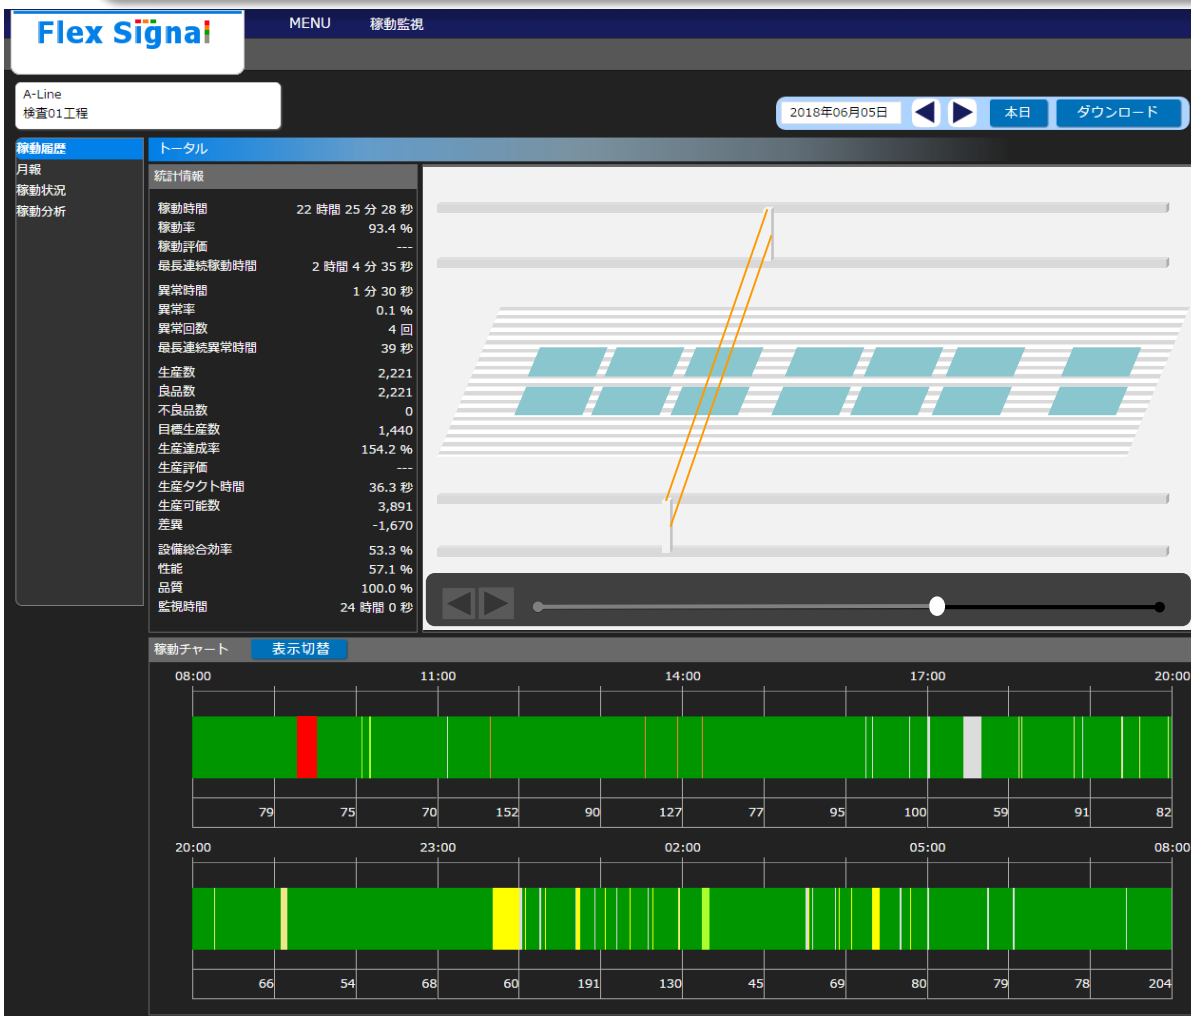 Flex Signal
MENU 稼動監視
A-Line
検査01工程
2018年06月05日 本日 ダウンロード
稼動履歴
月報
稼動状況
稼動分析
トータル
統計情報
稼動時間 22 時間 25 分 28 秒
稼動率 93.4 %
稼動評価 ---
最長連続稼動時間 2 時間 4 分 35 秒
異常時間 1 分 30 秒
異常率 0.1 %
異常回数 4 回
最長連続異常時間 39 秒
生産数 2,221
良品数 2,221
不良品数 0
目標生産数 1,440
生産達成率 154.2 %
生産評価 ---
生産タクト時間 36.3 秒
生産可能数 3,891
差異 -1,670
設備総合効率 53.3 %
性能 57.1 %
品質 100.0 %
監視時間 24 時間 0 秒
稼動チャート 表示切替
08:00 11:00 14:00 17:00 20:00
79 75 70 152 90 127 77 95 100 59 91 82
20:00 23:00 02:00 05:00 08:00
66 54 68 60 191 130 45 69 80 79 78 204